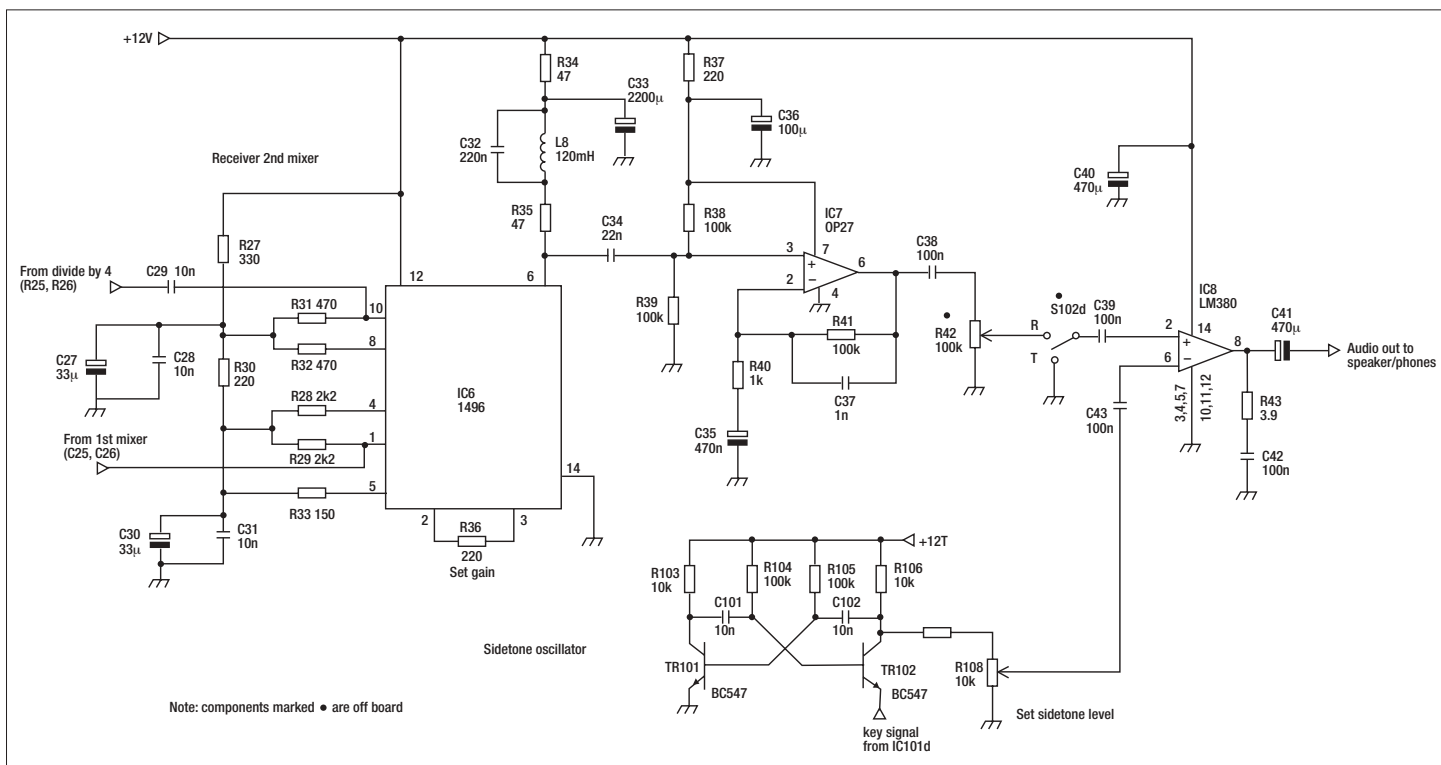 +12V
R34
47
C33
2200µ
R37
220
C36
100µ
C32
220n
L8
120mH
Receiver 2nd mixer
C40
470µ
R35
47
C34
22n
R38
100k
IC7
OP27
R27
330
From divide by 4
(R25, R26)
C29 10n
12
6
3
7
2
6
4
+
−
C38
100n
IC8
LM380
R31 470
10
R39
100k
S102d
C39
100n
C41
470µ
R32 470
8
R41
100k
R42
100k
R
T
2
14
6
8
+
−
Audio out to
speaker/phones
C27
33µ
C28
10n
R30
220
IC6
1496
R40
1k
C37
1n
R28 2k2
4
C43
100n
3,4,5,7
10,11,12
R43
3.9
From 1st mixer
(C25, C26)
1
R29 2k2
C35
470n
C42
100n
14
R33 150
5
C30
33µ
C31
10n
2
R36
3
220
Set gain
+12T
R103
10k
R104
100k
R105
100k
R106
10k
C101
10n
C102
10n
Sidetone oscillator
TR101
BC547
TR102
BC547
R108
10k
Note: components marked • are off board
Set sidetone level
key signal
from IC101d